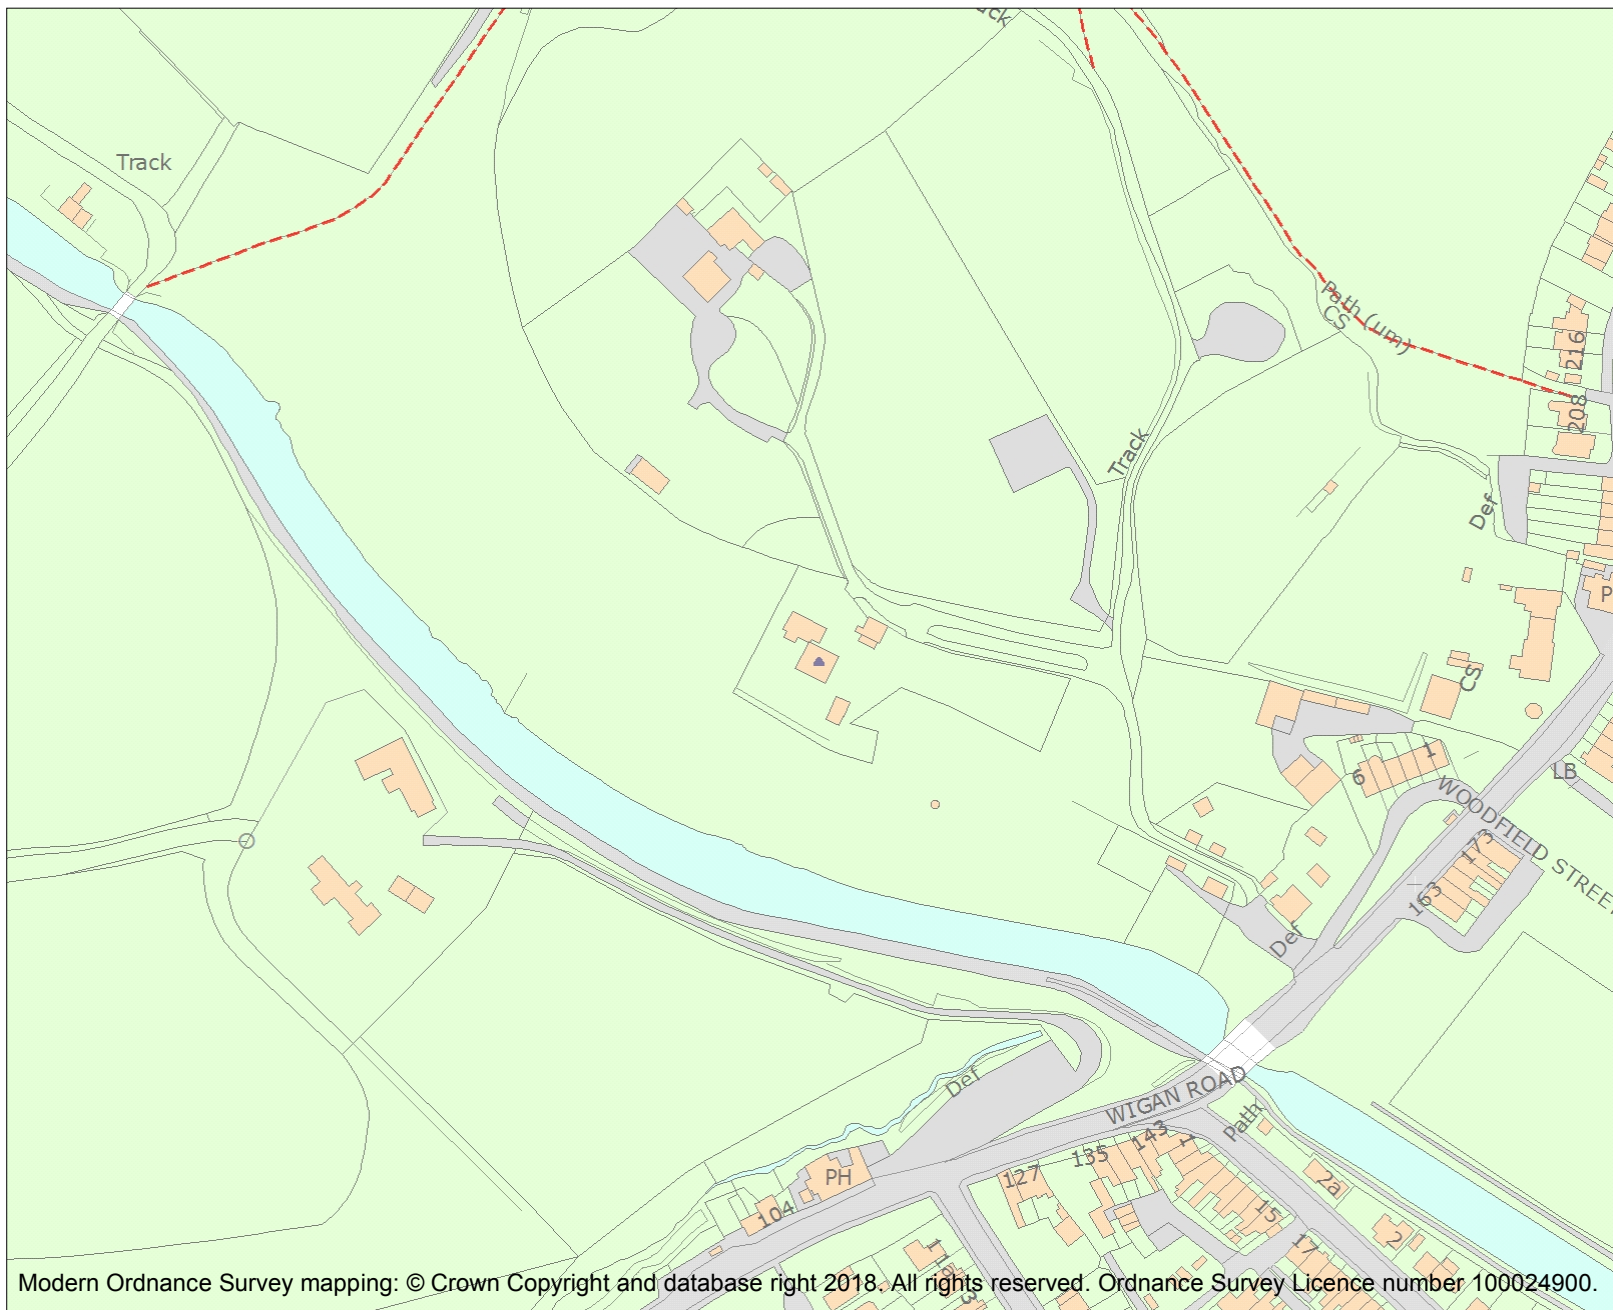 Track
Path (um)
CS
216
208
Track
Def
P
CS
1
6
LB
WOODFIELD STREET
173
163
Def
Def
WIGAN ROAD
Path
143
1
135
127
PH
104
2a
15
2
17
11a
3
Modern Ordnance Survey mapping: © Crown Copyright and database right 2018. All rights reserved. Ordnance Survey Licence number 100024900.